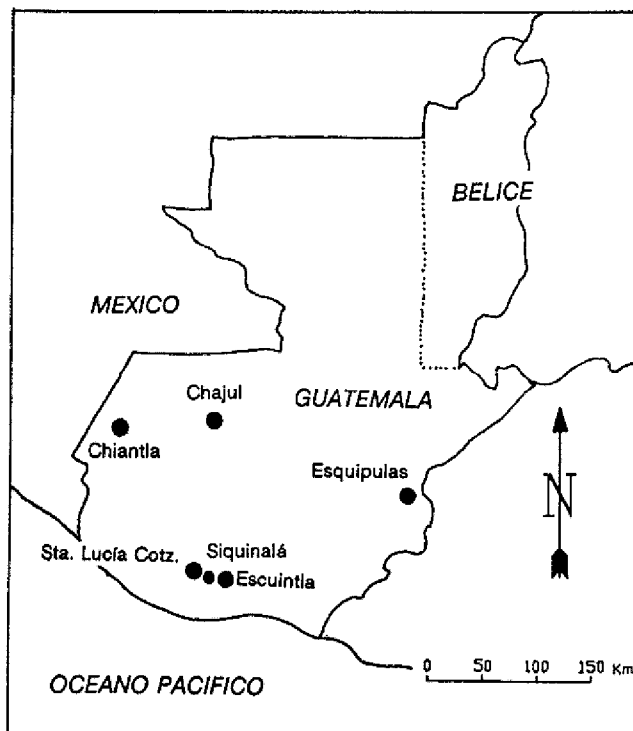 BELICE
MEXICO
Chajul
GUATEMALA
Chiantla
Esquipulas
N
Sta. Lucía Cotz.
Siquinalá
Escuintla
0 50 100 150 Km
OCEANO PACIFICO